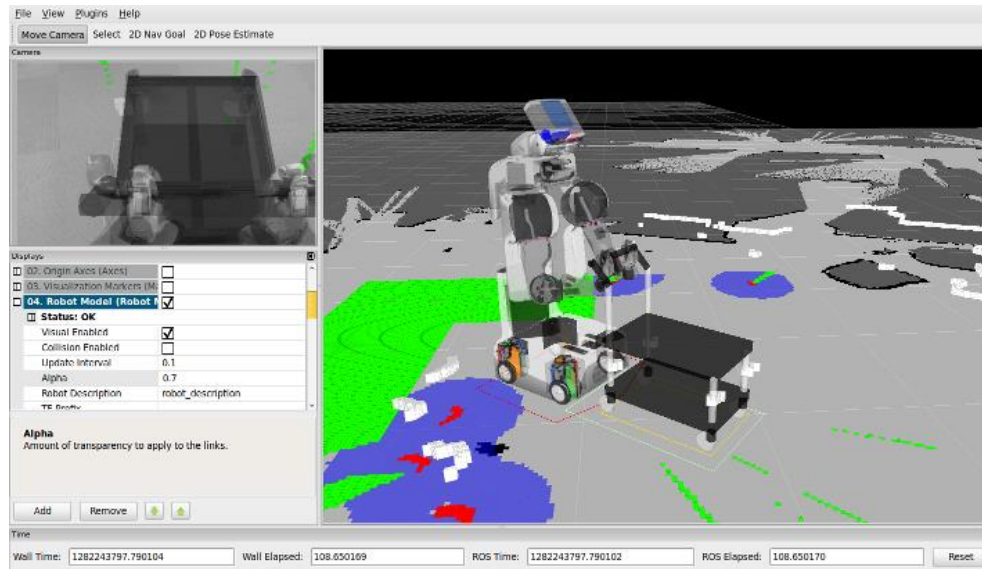 File View Plugins Help
Move Camera Select 2D Nav Goal 2D Pose Estimate
Camera
Displays
02. Origin Axes (Axes)
03. Visualization Markers (M
04. Robot Model (Robot M
Status: OK
Visual Enabled
Collision Enabled
Update Interval 0.1
Alpha 0.7
Robot Description robot_description
TF Prefix
Alpha
Amount of transparency to apply to the links.
Add Remove
Time
Wall Time: 1282243797.790104 Wall Elapsed: 108.650169 ROS Time: 1282243797.790102 ROS Elapsed: 108.650170 Reset